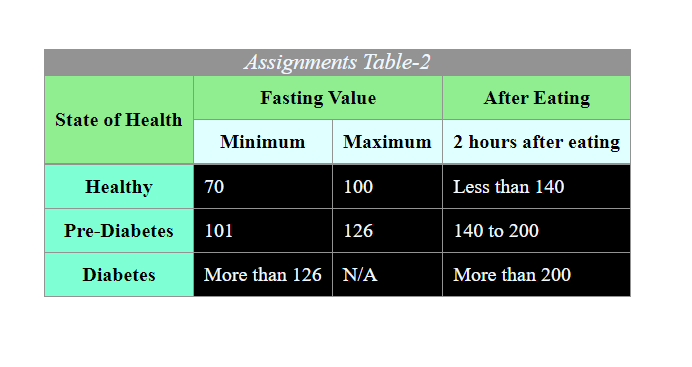 Assignments Table-2
State of Health Fasting Value After Eating
Minimum Maximum 2 hours after eating
Healthy 70 100 Less than 140
Pre-Diabetes 101 126 140 to 200
Diabetes More than 126 N/A More than 200